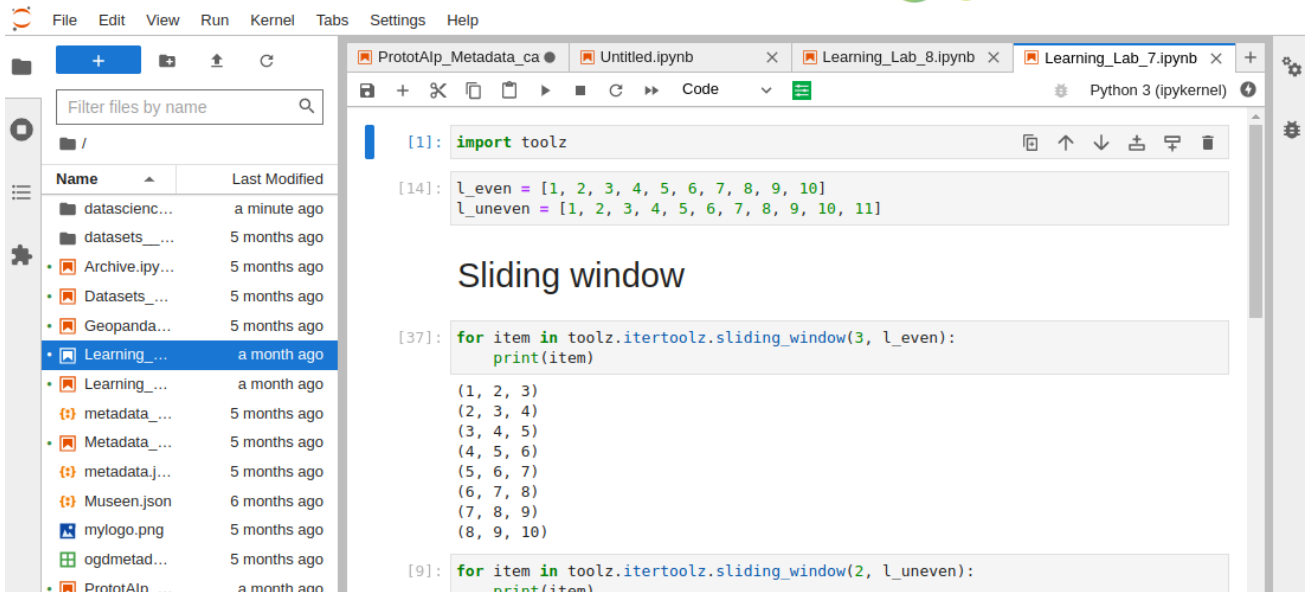 File Edit View Run Kernel Tabs Settings Help
PrototAIp_Metadata_ca Untitled.ipynb Learning_Lab_8.ipynb Learning_Lab_7.ipynb
Code Python 3 (ipykernel)
Filter files by name
/
Name Last Modified
datascienc… a minute ago
datasets__… 5 months ago
Archive.ipy… 5 months ago
Datasets_… 5 months ago
Geopanda… 5 months ago
Learning_… a month ago
Learning_… a month ago
metadata_… 5 months ago
Metadata_… 5 months ago
metadata.j… 5 months ago
Museen.json 6 months ago
mylogo.png 5 months ago
ogdmetad… 5 months ago
PrototAIp_… a month ago
[1]: import toolz
[14]: l_even = [1, 2, 3, 4, 5, 6, 7, 8, 9, 10]
l_uneven = [1, 2, 3, 4, 5, 6, 7, 8, 9, 10, 11]
Sliding window
[37]: for item in toolz.itertoolz.sliding_window(3, l_even):
print(item)
(1, 2, 3)
(2, 3, 4)
(3, 4, 5)
(4, 5, 6)
(5, 6, 7)
(6, 7, 8)
(7, 8, 9)
(8, 9, 10)
[9]: for item in toolz.itertoolz.sliding_window(2, l_uneven):
print(item)